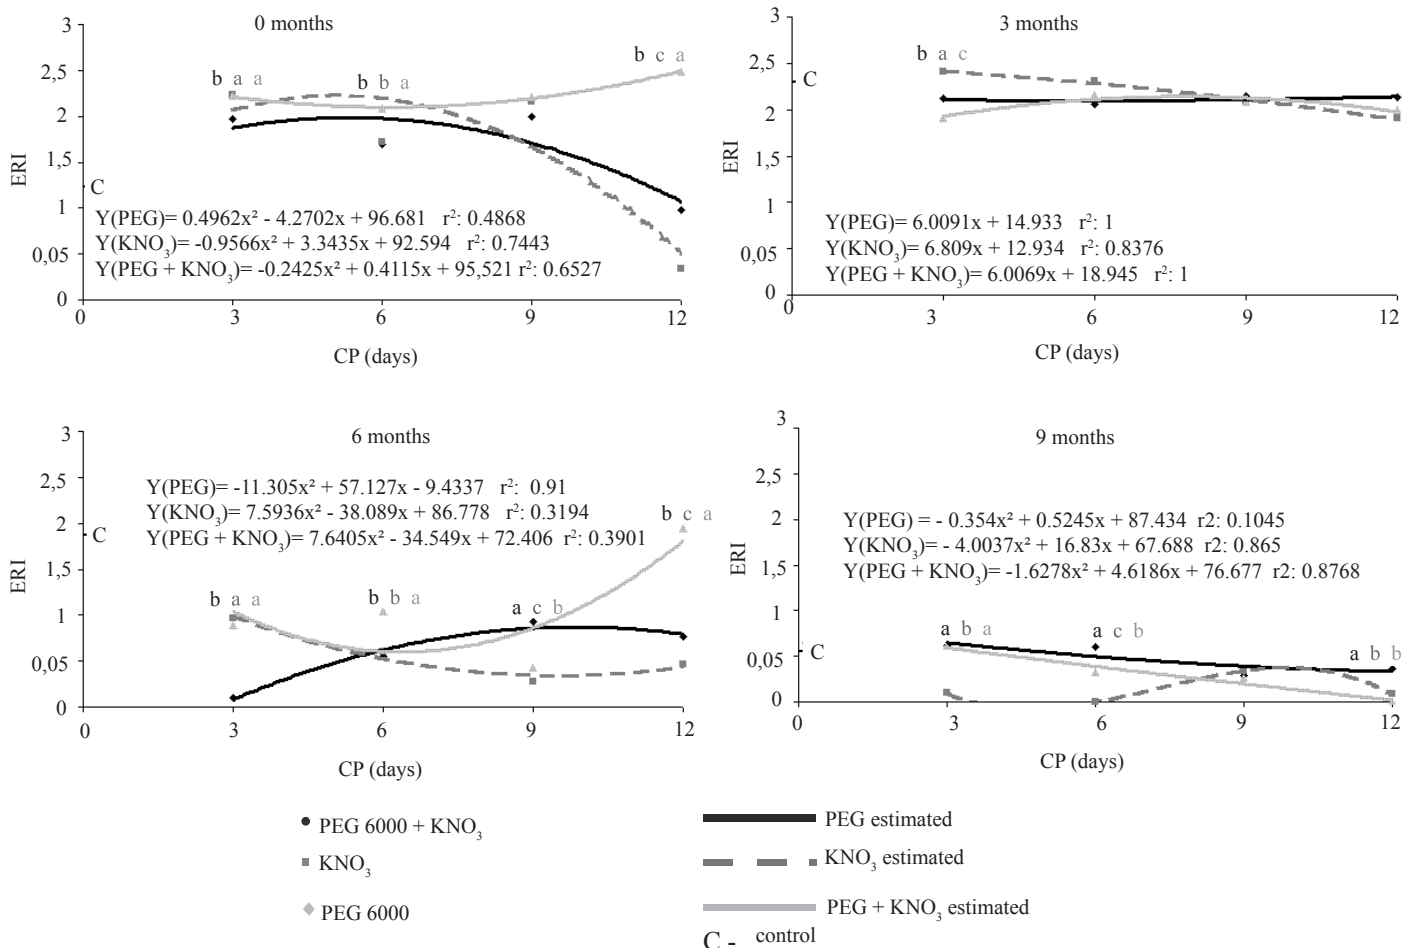 0 months
3
2,5
2
1,5
1
0,05
0
ERI
C
b a a
b b a
b c a
Y(PEG)= 0.4962x² - 4.2702x + 96.681 r²: 0.4868
Y(KNO₃)= -0.9566x² + 3.3435x + 92.594 r²: 0.7443
Y(PEG + KNO₃)= -0.2425x² + 0.4115x + 95,521 r²: 0.6527
0 3 6 9 12
CP (days)
3 months
3
2,5
2
1,5
1
0,05
0
ERI
C
b a c
Y(PEG)= 6.0091x + 14.933 r²: 1
Y(KNO₃)= 6.809x + 12.934 r²: 0.8376
Y(PEG + KNO₃)= 6.0069x + 18.945 r²: 1
0 3 6 9 12
CP (days)
6 months
3
2,5
2
1,5
1
0,05
0
ERI
C
Y(PEG)= -11.305x² + 57.127x - 9.4337 r²: 0.91
Y(KNO₃)= 7.5936x² - 38.089x + 86.778 r²: 0.3194
Y(PEG + KNO₃)= 7.6405x² - 34.549x + 72.406 r²: 0.3901
b c a
b a a
b b a
a c b
0 3 6 9 12
CP (days)
9 months
3
2,5
2
1,5
1
0,05
0
ERI
C
Y(PEG) = - 0.354x² + 0.5245x + 87.434 r2: 0.1045
Y(KNO₃)= - 4.0037x² + 16.83x + 67.688 r2: 0.865
Y(PEG + KNO₃)= -1.6278x² + 4.6186x + 76.677 r2: 0.8768
a b a
a c b
a b b
0 3 6 9 12
CP (days)
PEG 6000 + KNO₃
KNO₃
PEG 6000
PEG estimated
KNO₃ estimated
PEG + KNO₃ estimated
C - control